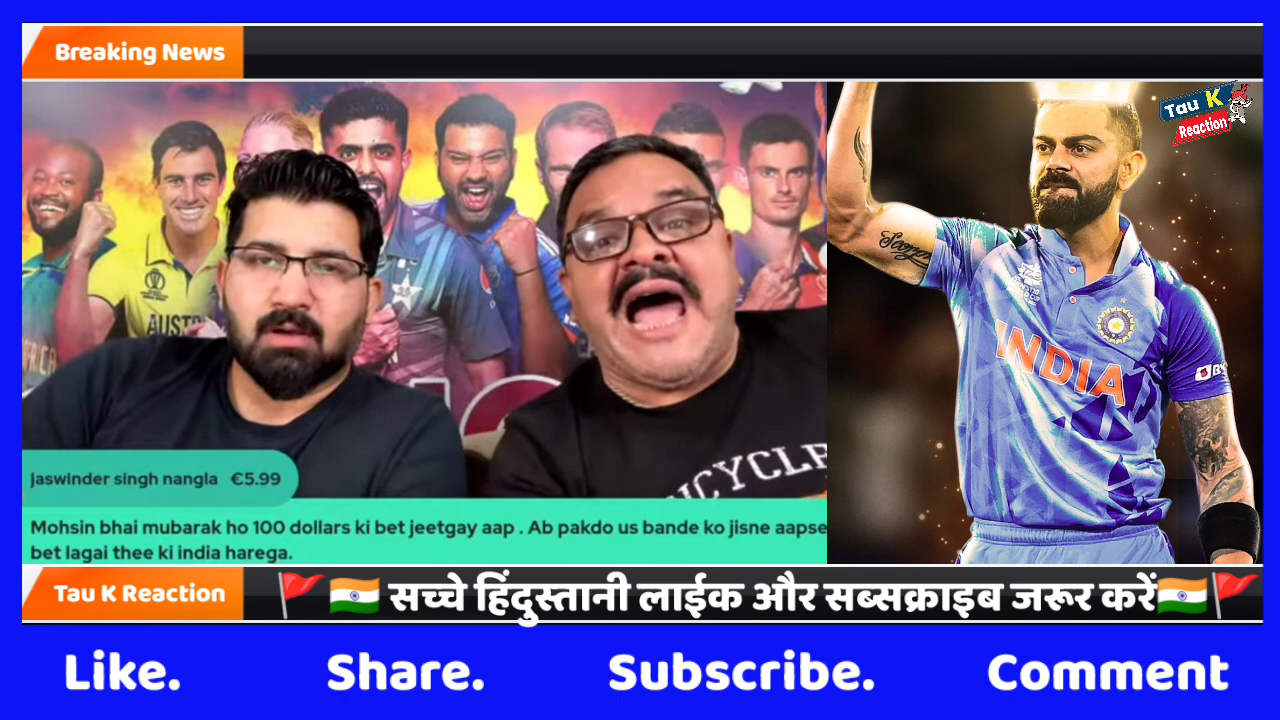 Breaking News
Tau K
Reaction
AUSTR
INDIA
jaswinder singh nangla €5.99
Mohsin bhai mubarak ho 100 dollars ki bet jeetgay aap . Ab pakdo us bande ko jisne aapse
bet lagai thee ki india harega.
Tau K Reaction
🚩🇮🇳 सच्चे हिंदुस्तानी लाईक और सब्सक्राइब जरूर करें🇮🇳🚩
Like. Share. Subscribe. Comment